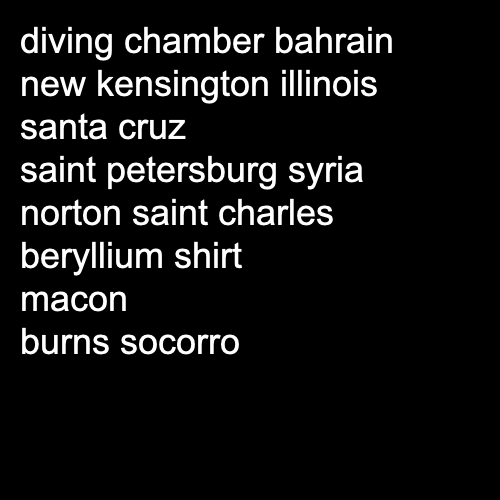 diving chamber bahrain
new kensington illinois
santa cruz
saint petersburg syria
norton saint charles
beryllium shirt
macon
burns socorro